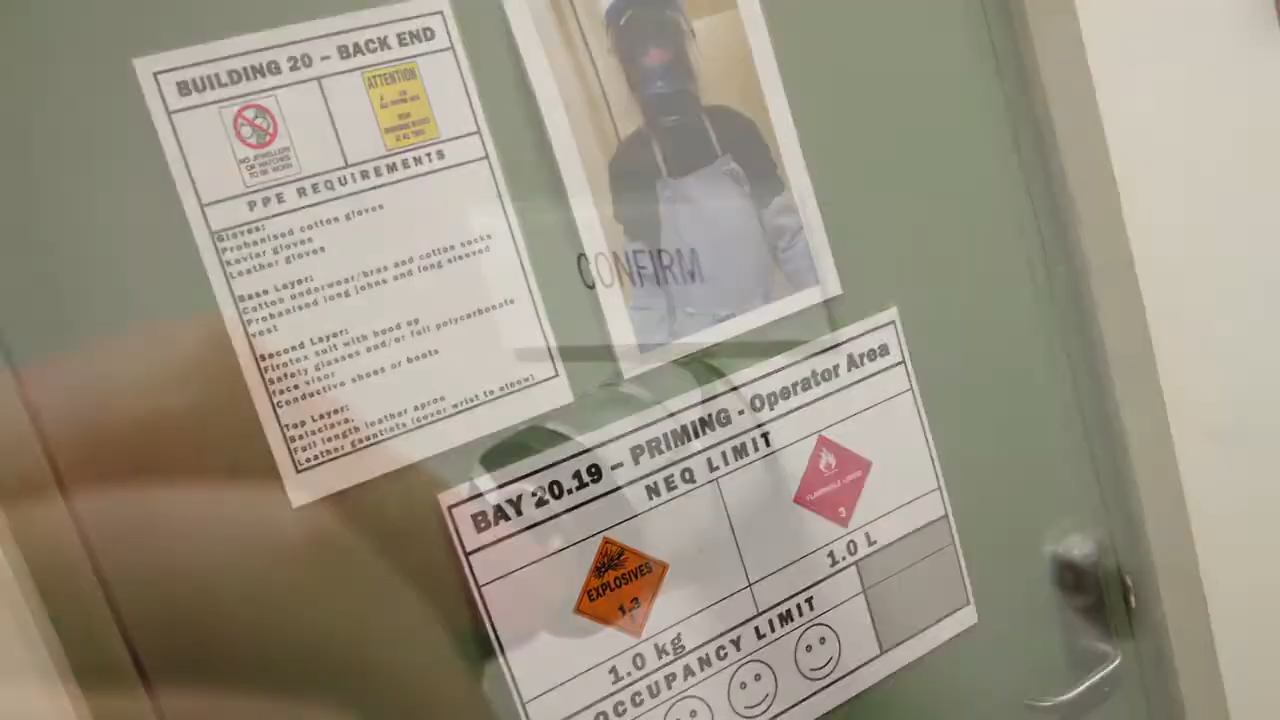 BUILDING 20 – BACK END
NO JEWELLERY
OR WATCHES
TO BE WORN
ATTENTION
PPE REQUIREMENTS
Gloves:
Probanised cotton gloves
Kevlar gloves
Leather gloves
Base Layer:
Cotton underwear/bras and cotton socks
Probanised long johns and long sleeved
vest
Second Layer:
Firotex suit with hood up
Safety glasses and/or full polycarbonate
face visor
Conductive shoes or boots
Top Layer:
Balaclava,
Full length leather apron
Leather gauntlets (cover wrist to elbow)
CONFIRM
BAY 20.19 – PRIMING - Operator Area
NEQ LIMIT
EXPLOSIVES
1.3
1.0 kg
FLAMMABLE LIQUID
3
1.0 L
OCCUPANCY LIMIT